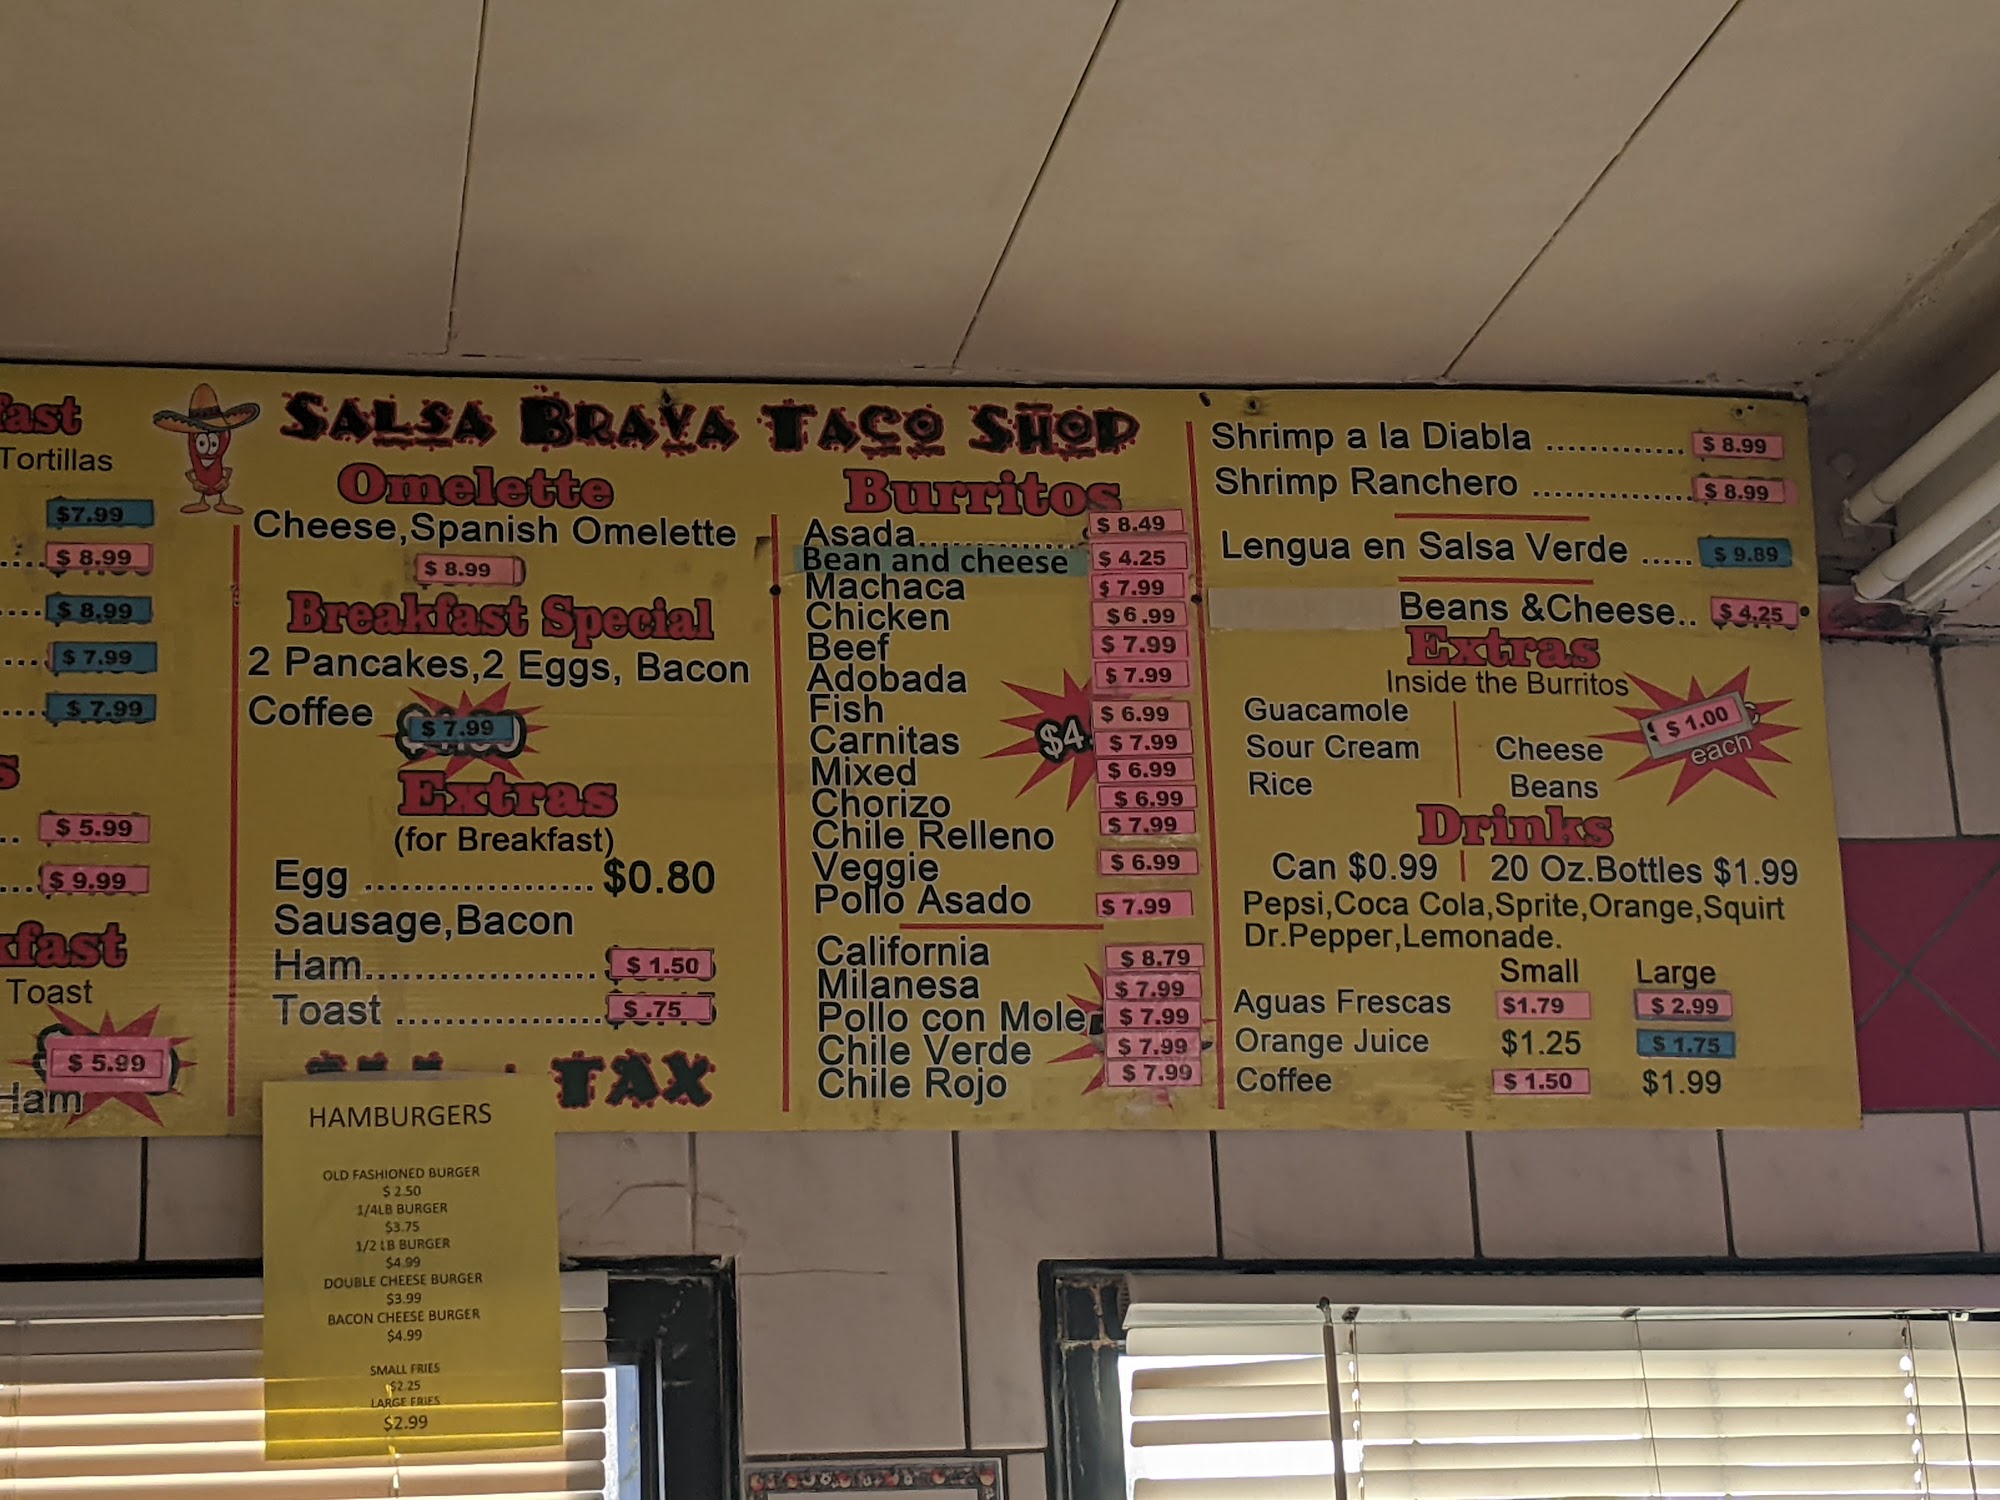 fast
Tortillas
$7.99
$ 8.99
$ 8.99
$ 7.99
$ 7.99
s
$ 5.99
$ 9.99
kfast
Toast
$ 5.99
Ham
SALSA BRAVA TACO SHOP
Omelette
Cheese,Spanish Omelette
$ 8.99
Breakfast Special
2 Pancakes,2 Eggs, Bacon
Coffee $ 7.99
Extras
(for Breakfast)
Egg .................... $0.80
Sausage,Bacon
Ham.................... $ 1.50
Toast .................. $ .75
TAX
Burritos
Asada.............. $ 8.49
Bean and cheese $ 4.25
Machaca $ 7.99
Chicken $6.99
Beef $ 7.99
Adobada $ 7.99
Fish $ 6.99
Carnitas $4. $ 7.99
Mixed $ 6.99
Chorizo $ 6.99
Chile Relleno $ 7.99
Veggie $ 6.99
Pollo Asado $ 7.99
California $ 8.79
Milanesa $ 7.99
Pollo con Mole $ 7.99
Chile Verde $ 7.99
Chile Rojo $ 7.99
Shrimp a la Diabla ............. $ 8.99
Shrimp Ranchero ............... $ 8.99
Lengua en Salsa Verde ..... $ 9.89
Beans &Cheese.. $ 4.25
Extras
Inside the Burritos
Guacamole
Sour Cream Cheese
Rice Beans
$ 1.00
each
Drinks
Can $0.99 20 Oz.Bottles $1.99
Pepsi,Coca Cola,Sprite,Orange,Squirt
Dr.Pepper,Lemonade.
Small Large
Aguas Frescas $1.79 $ 2.99
Orange Juice $1.25 $ 1.75
Coffee $ 1.50 $1.99
HAMBURGERS
OLD FASHIONED BURGER
$ 2.50
1/4LB BURGER
$3.75
1/2 LB BURGER
$4.99
DOUBLE CHEESE BURGER
$3.99
BACON CHEESE BURGER
$4.99
SMALL FRIES
$2.25
LARGE FRIES
$2.99